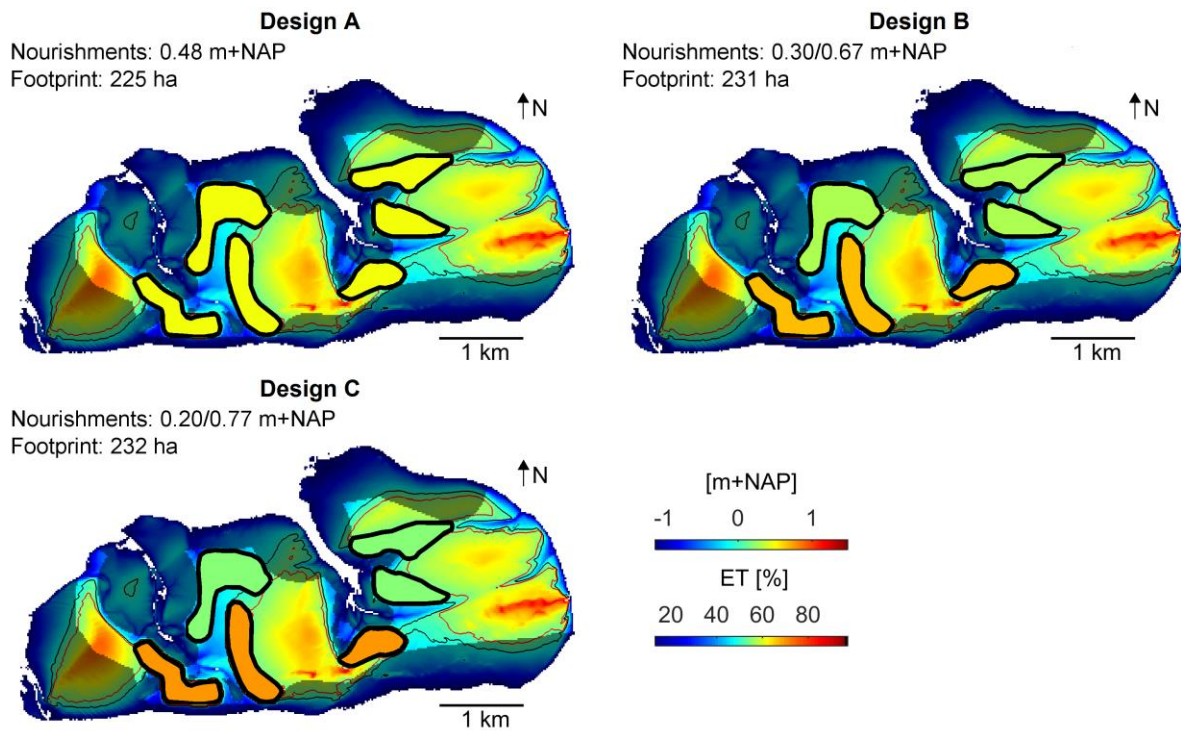 Design A
Nourishments: 0.48 m+NAP
Footprint: 225 ha
N
1 km
Design B
Nourishments: 0.30/0.67 m+NAP
Footprint: 231 ha
N
1 km
Design C
Nourishments: 0.20/0.77 m+NAP
Footprint: 232 ha
N
1 km
[m+NAP]
-1 0 1
ET [%]
20 40 60 80